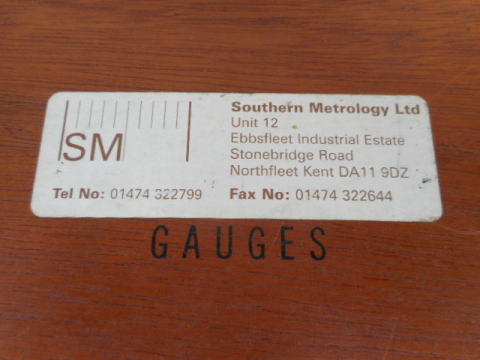 SM
Southern Metrology Ltd
Unit 12
Ebbsfleet Industrial Estate
Stonebridge Road
Northfleet Kent DA11 9DZ
Tel No: 01474 322799 Fax No: 01474 322644
GAUGES